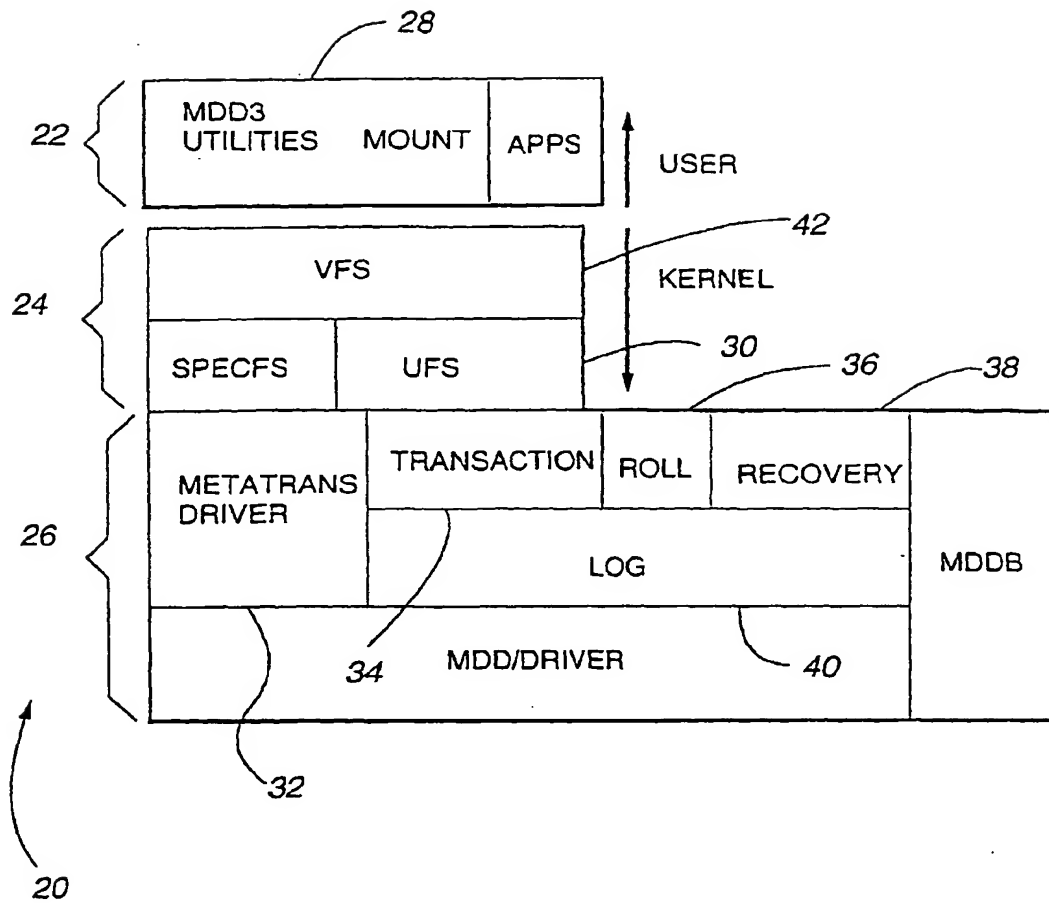 28
22
MDD3
UTILITIES MOUNT APPS
USER
42
VFS
KERNEL
24
30
SPECFS UFS
36
38
TRANSACTION ROLL RECOVERY
METATRANS
DRIVER
26
LOG
MDDB
MDD/DRIVER
34
40
32
20